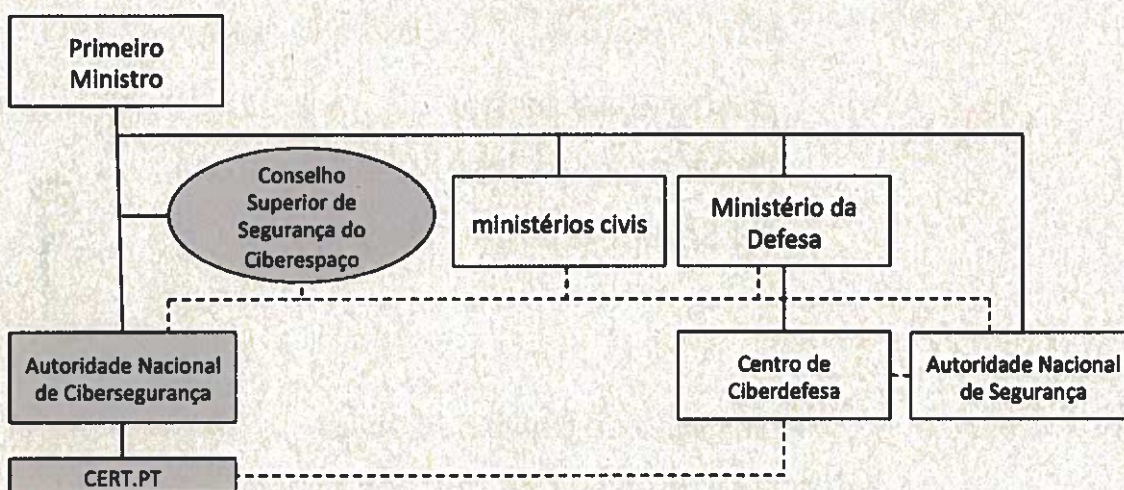 Primeiro
Ministro
Conselho
Superior de
Segurança do
Ciberespaço
ministérios civis
Ministério da
Defesa
Autoridade Nacional
de Cibersegurança
Centro de
Ciberdefesa
Autoridade Nacional
de Segurança
CERT.PT